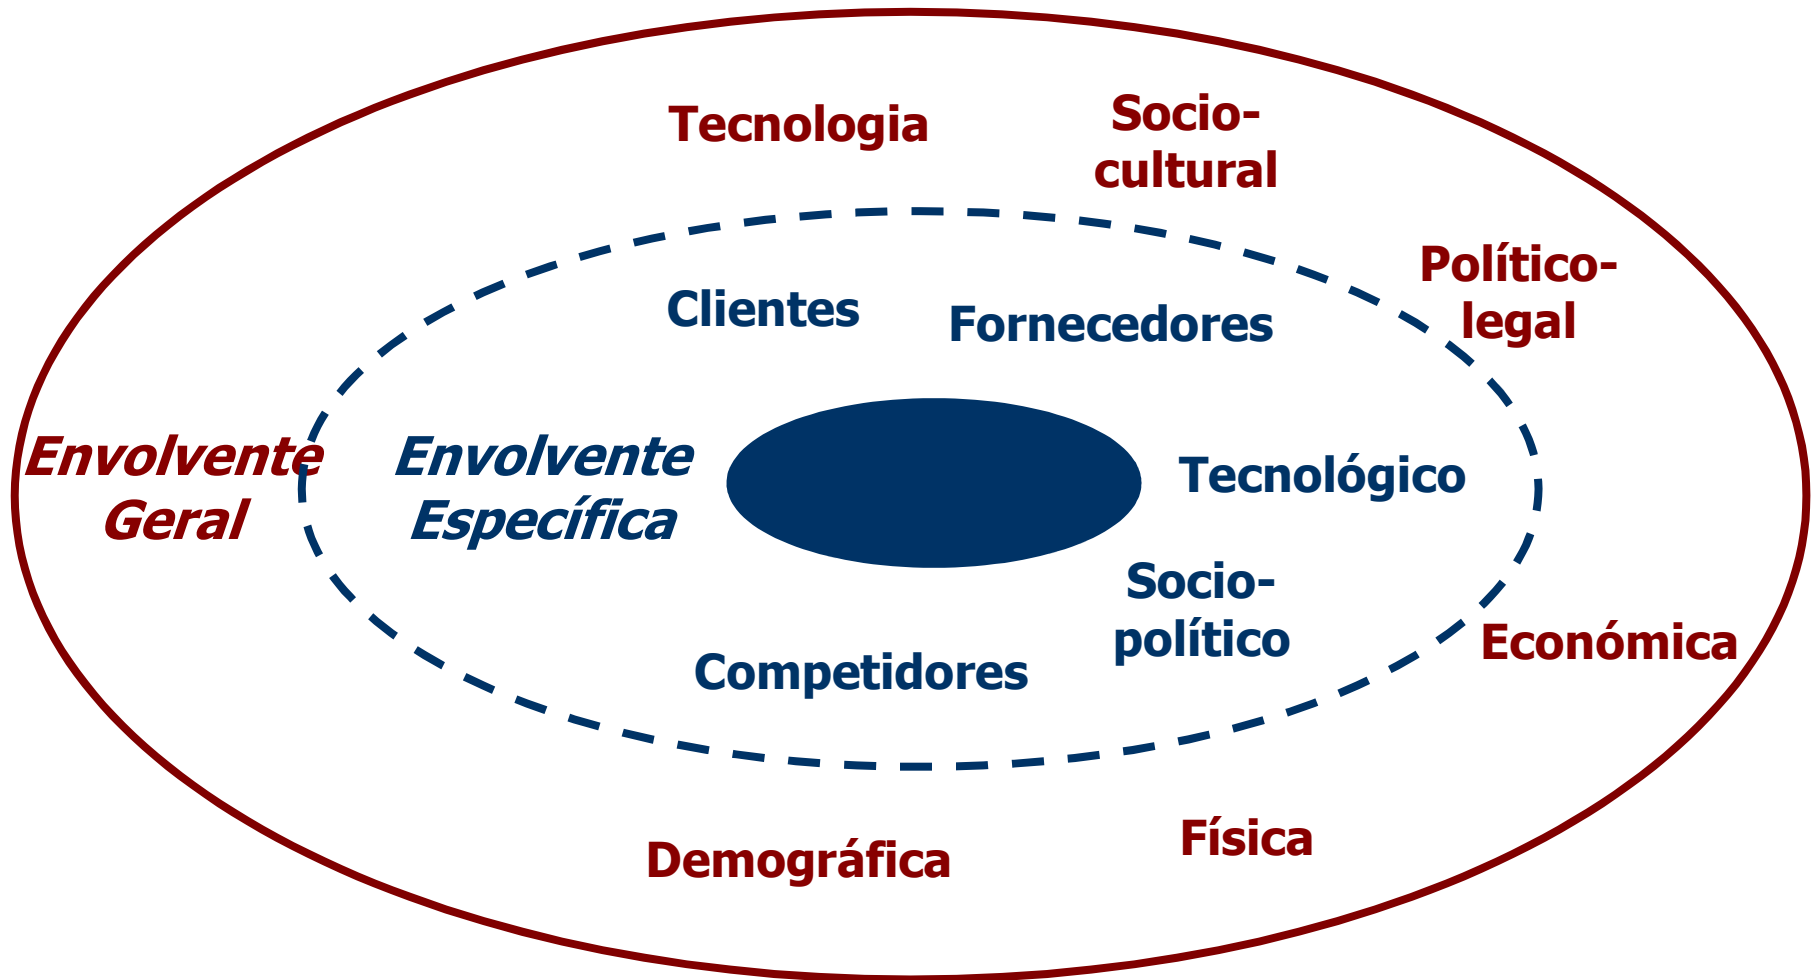 Tecnologia
Socio-
cultural
Político-
legal
Clientes
Fornecedores
Envolvente
Geral
Envolvente
Específica
Tecnológico
Socio-
político
Competidores
Económica
Demográfica
Física